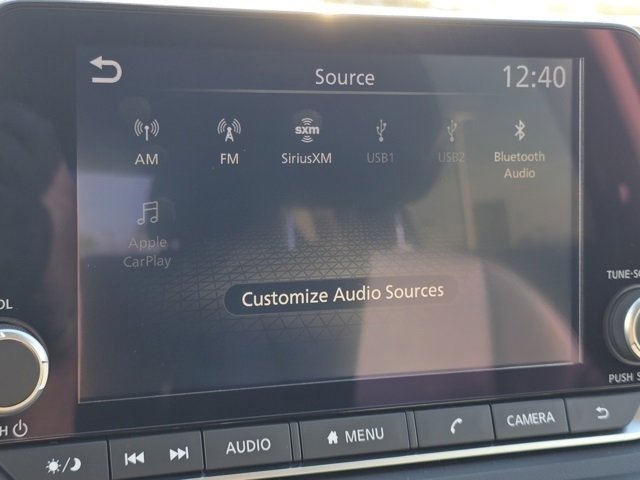 Source
12:40
sxm
AM
FM
SiriusXM
USB1
USB2
Bluetooth
Audio
Apple
CarPlay
Customize Audio Sources
TUNE-SC
PUSH S
OL
H
AUDIO
MENU
CAMERA